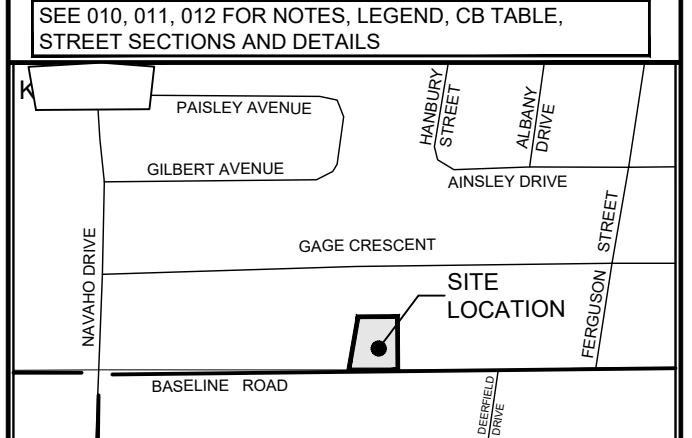 SEE 010, 011, 012 FOR NOTES, LEGEND, CB TABLE,
STREET SECTIONS AND DETAILS
K
PAISLEY AVENUE
HANBURY
STREET
ALBANY
DRIVE
GILBERT AVENUE
AINSLEY DRIVE
NAVAHO DRIVE
GAGE CRESCENT
FERGUSON STREET
SITE
LOCATION
BASELINE ROAD
DEERFIELD
DRIVE